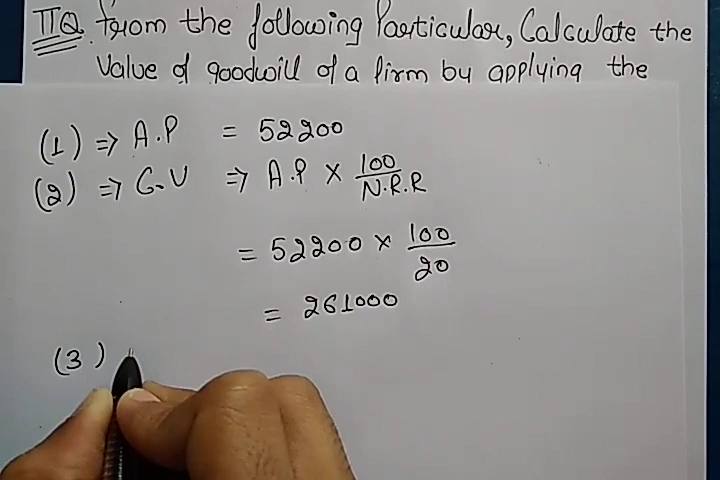 IIQ. From the following Particular, Calculate the
Value of goodwill of a firm by applying the
(1) ⇒ A.P = 52200
(2) ⇒ C.V ⇒ A.P × 100/N.R.R
= 52200 × 100/20
= 261000
(3)